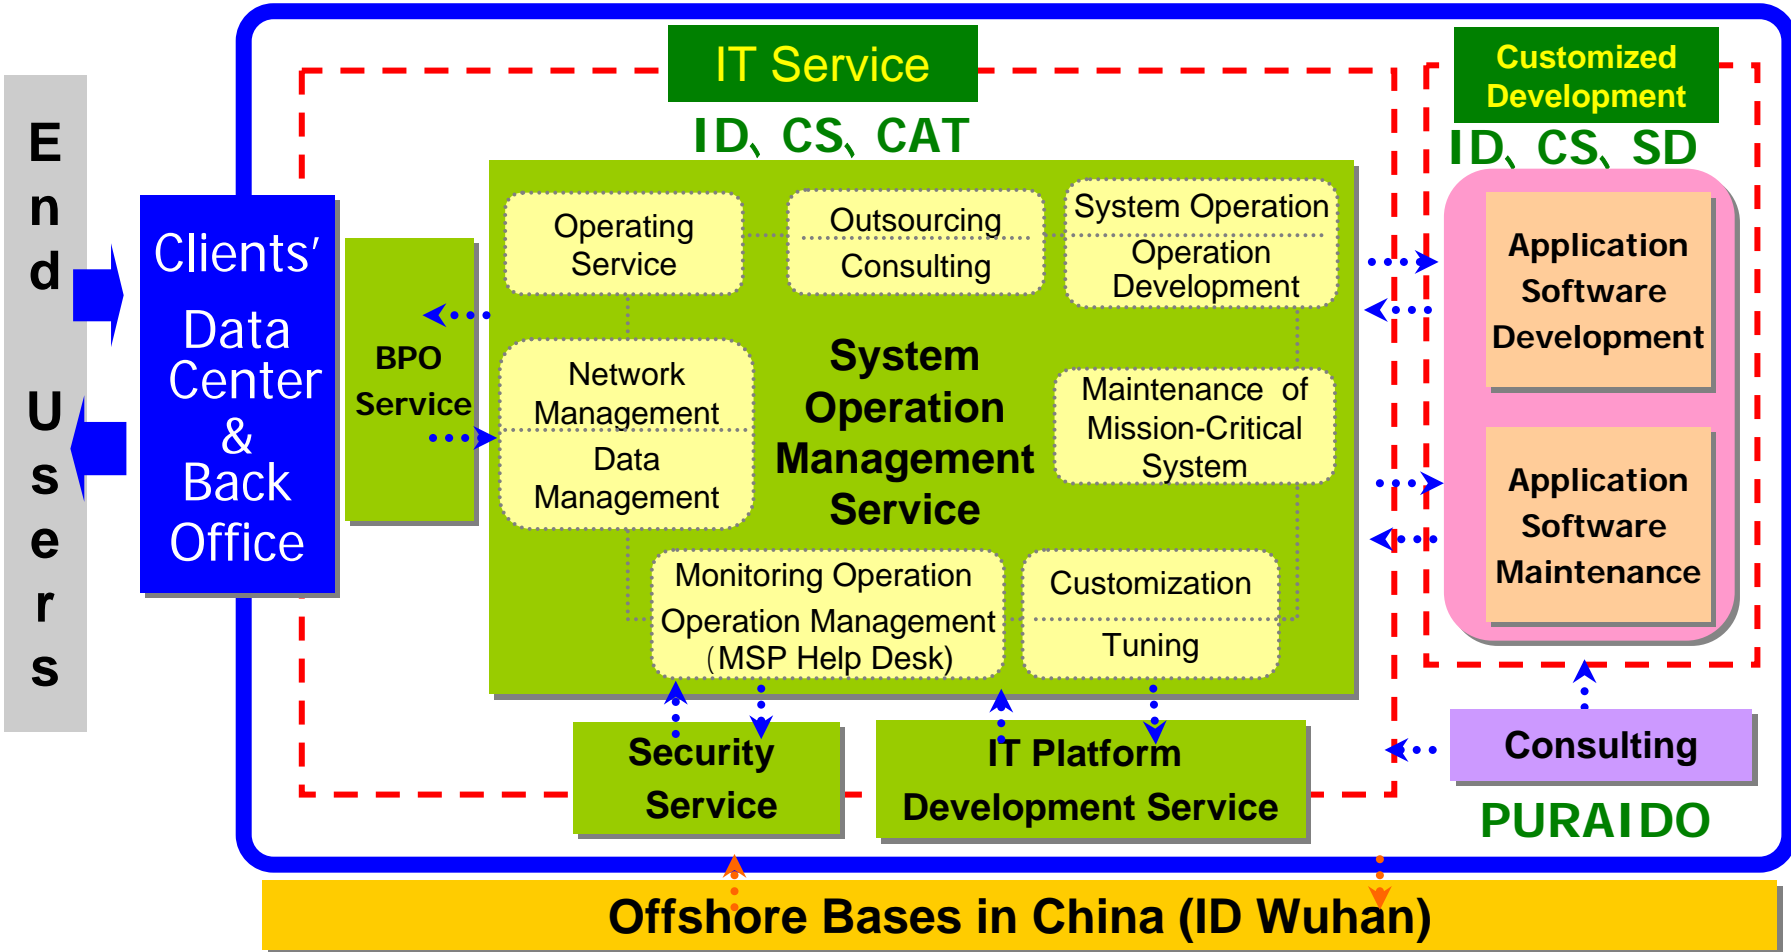 End Users
Clients'
Data
Center
&
Back
Office
BPO
Service
IT Service
ID、CS、CAT
Operating
Service
Outsourcing
Consulting
System Operation
Operation
Development
Network
Management
Data
Management
System
Operation
Management
Service
Maintenance of
Mission-Critical
System
Monitoring Operation
Operation Management
(MSP Help Desk)
Customization
Tuning
Security
Service
IT Platform
Development Service
Customized
Development
ID、CS、SD
Application
Software
Development
Application
Software
Maintenance
Consulting
PURAIDO
Offshore Bases in China (ID Wuhan)